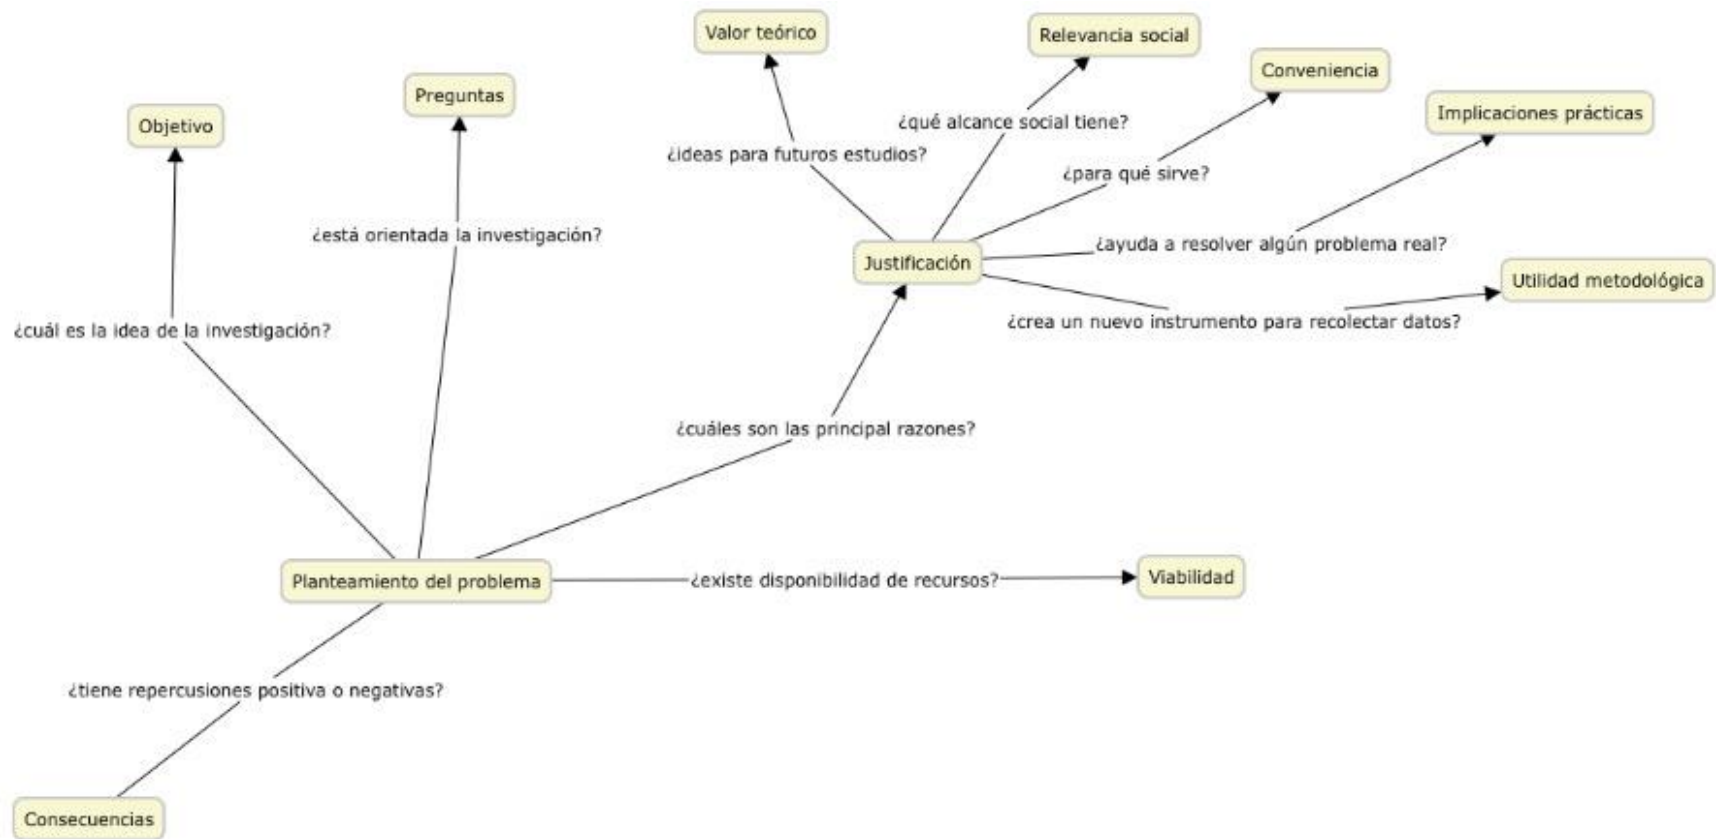 Valor teórico
Relevancia social
Conveniencia
Preguntas
Implicaciones prácticas
Objetivo
¿qué alcance social tiene?
¿ideas para futuros estudios?
¿para qué sirve?
¿está orientada la investigación?
¿ayuda a resolver algún problema real?
Justificación
Utilidad metodológica
¿crea un nuevo instrumento para recolectar datos?
¿cuál es la idea de la investigación?
¿cuáles son las principal razones?
Planteamiento del problema
¿existe disponibilidad de recursos?
Viabilidad
¿tiene repercusiones positiva o negativas?
Consecuencias